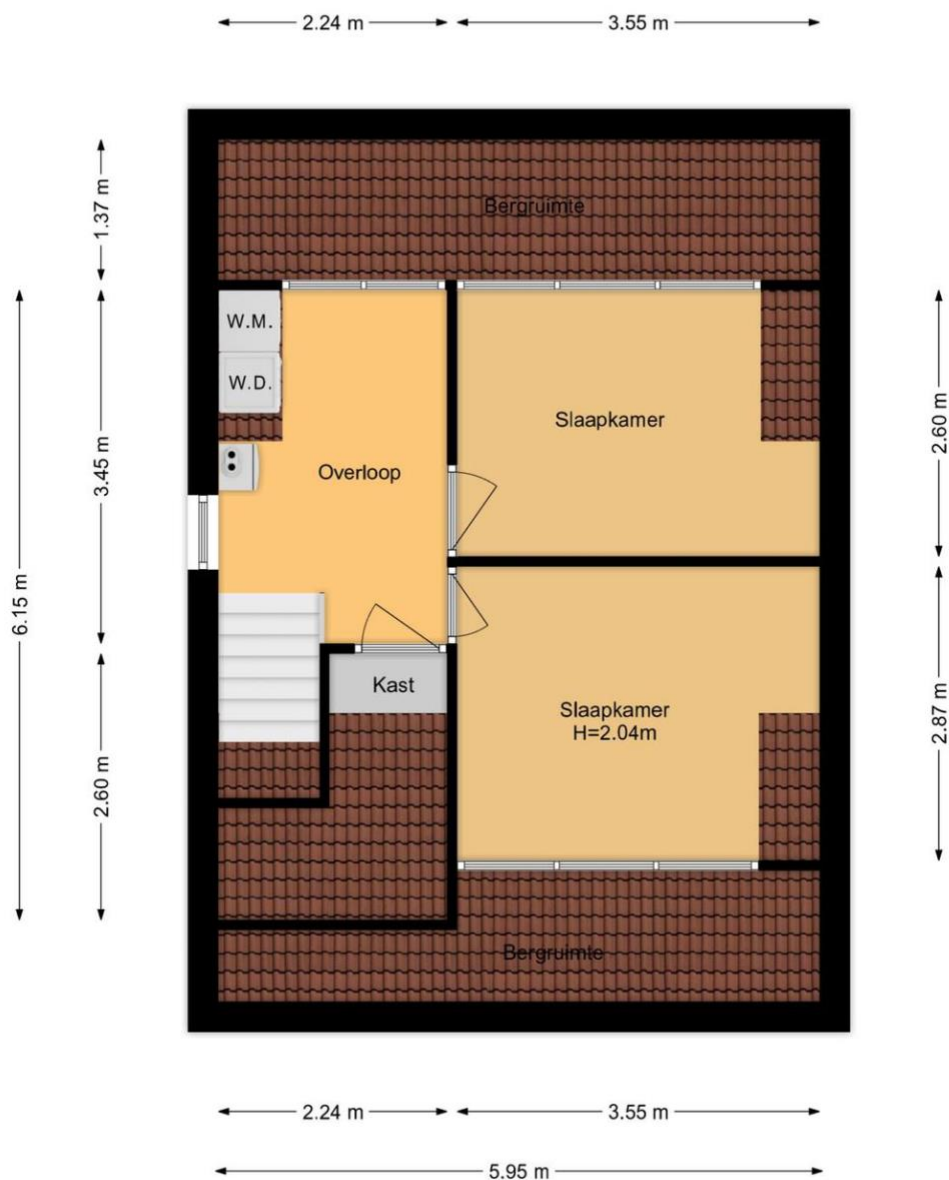 2.24 m
3.55 m
1.37 m
Bergruimte
W.M.
W.D.
Slaapkamer
Overloop
3.45 m
2.60 m
6.15 m
Kast
Slaapkamer
H=2.04m
2.87 m
2.60 m
Bergruimte
2.24 m
3.55 m
5.95 m